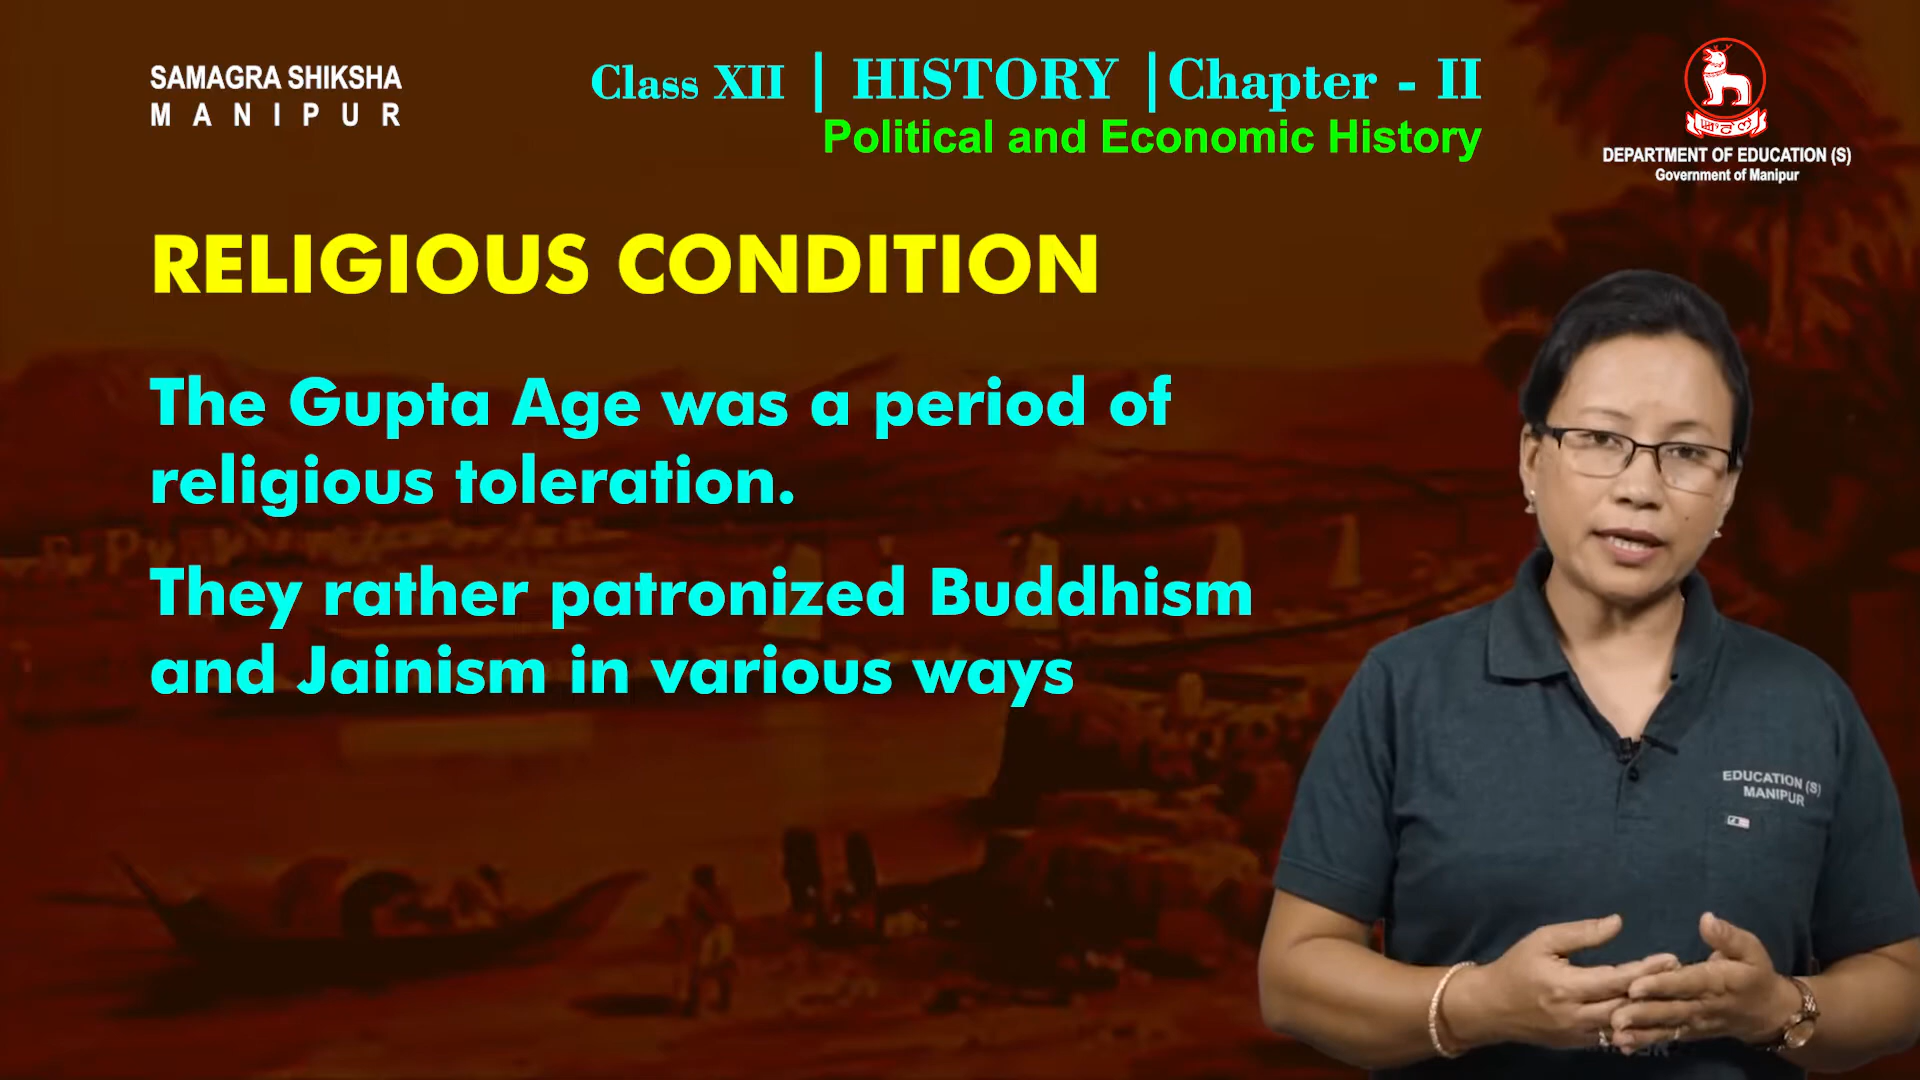 SAMAGRA SHIKSHA
MANIPUR
Class XII | HISTORY |Chapter - II
Political and Economic History
DEPARTMENT OF EDUCATION (S)
Government of Manipur
RELIGIOUS CONDITION
The Gupta Age was a period of
religious toleration.
They rather patronized Buddhism
and Jainism in various ways
EDUCATION (S)
MANIPUR